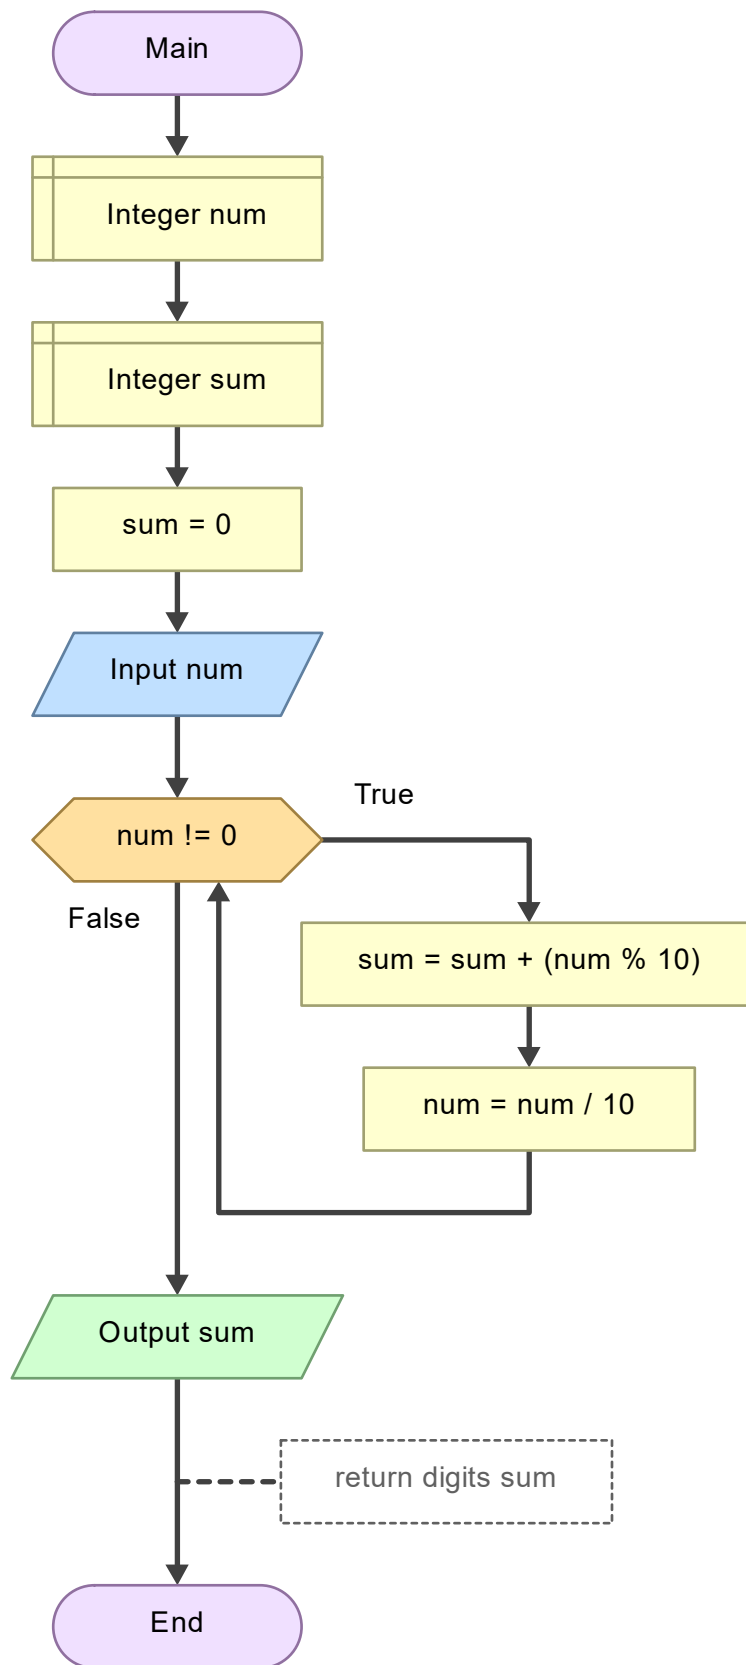 Main
Integer num
Integer sum
sum = 0
Input num
num != 0
True
False
sum = sum + (num % 10)
num = num / 10
Output sum
return digits sum
End